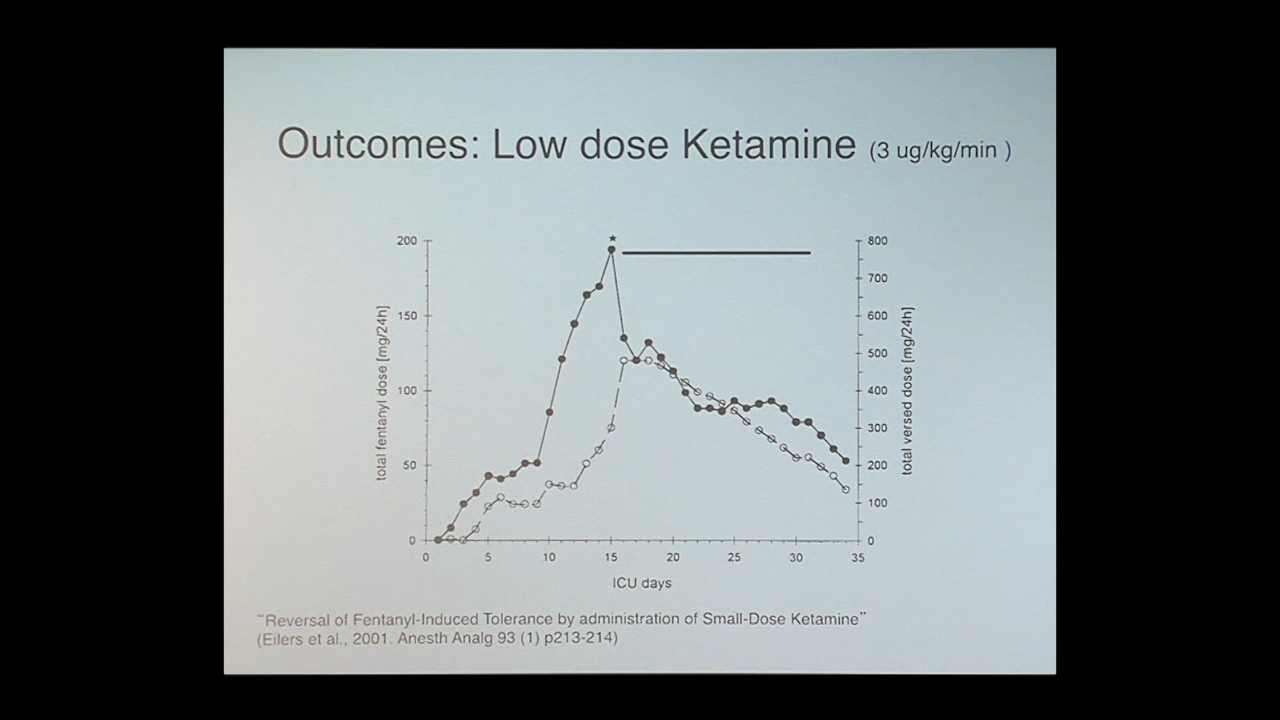 Outcomes: Low dose Ketamine (3 ug/kg/min )
★
200
150
100
50
0
total fentanyl dose [mg/24h]
800
700
600
500
400
300
200
100
0
total versed dose [mg/24h]
0 5 10 15 20 25 30 35
ICU days
“Reversal of Fentanyl-Induced Tolerance by administration of Small-Dose Ketamine”
(Eilers et al., 2001. Anesth Analg 93 (1) p213-214)